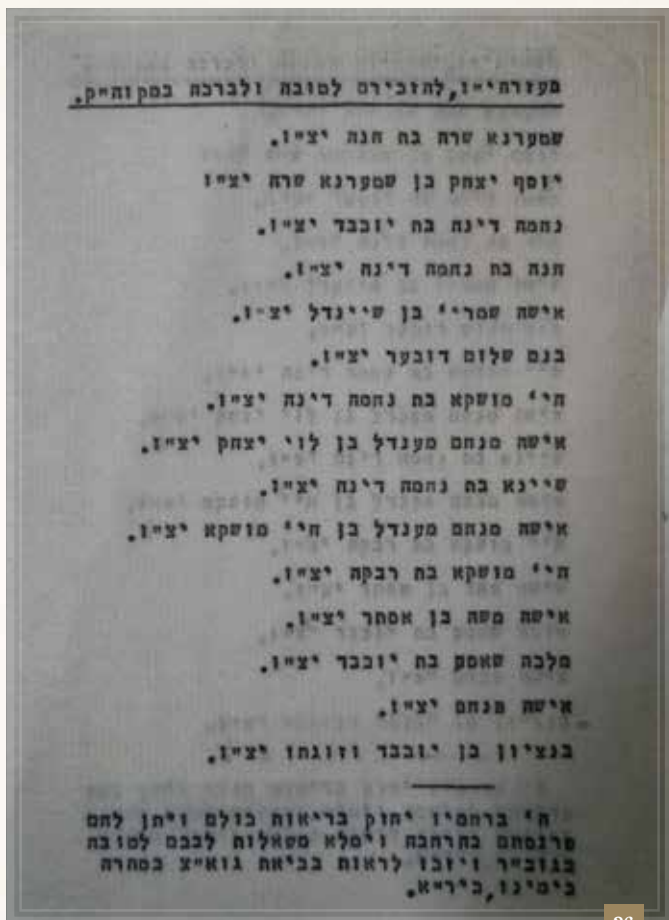 מעזרהי״ו,להזכירם לטובה ולברכה במקוה״ק.
שמערנא שרה בת חנה יצ״ו.
יוסף יצחק בן שמערנא שרה יצ״ו
נחמה דינה בת יוכבד יצ״ו.
חנה בת נחמה דינה יצ״ו.
אישה שמרי׳ בן שיינדל יצ״ו.
בנם שלום דובער יצ״ו.
חי׳ מושקא בת נחמה דינה יצ״ו.
אישה מנחם מענדל בן לוי יצחק יצ״ו.
שיינא בת נחמה דינה יצ״ו.
אישה מנחם מענדל בן חי׳ מושקא יצ״ו.
חי׳ מושקא בת רבקה יצ״ו.
אישה משה בן אסתר יצ״ו.
מלכה שאסק בת יוכבד יצ״ו.
אישה מנחם יצ״ו.
בנציון בן יוכבד וזוגתו יצ״ו.
ה׳ ברחמיו יחזק בריאות כולם ויתן להם
פרנסתם בהרחבה וימלא משאלות לבבם לטובה
בגובו״ר ויזכו לראות בביאת גוא״צ במהרה
בימינו,בירי״א.